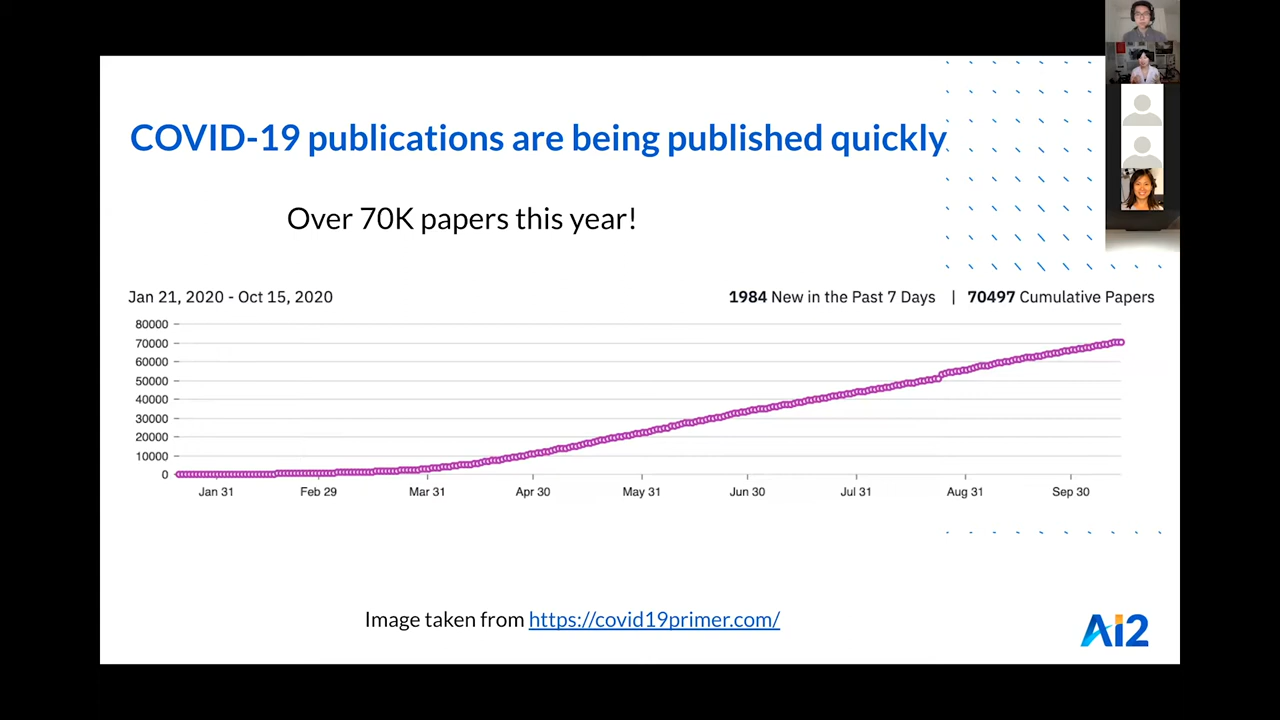 COVID-19 publications are being published quickly
Over 70K papers this year!
Jan 21, 2020 - Oct 15, 2020
1984 New in the Past 7 Days | 70497 Cumulative Papers
80000
70000
60000
50000
40000
30000
20000
10000
0
Jan 31 Feb 29 Mar 31 Apr 30 May 31 Jun 30 Jul 31 Aug 31 Sep 30
Image taken from https://covid19primer.com/
Ai2